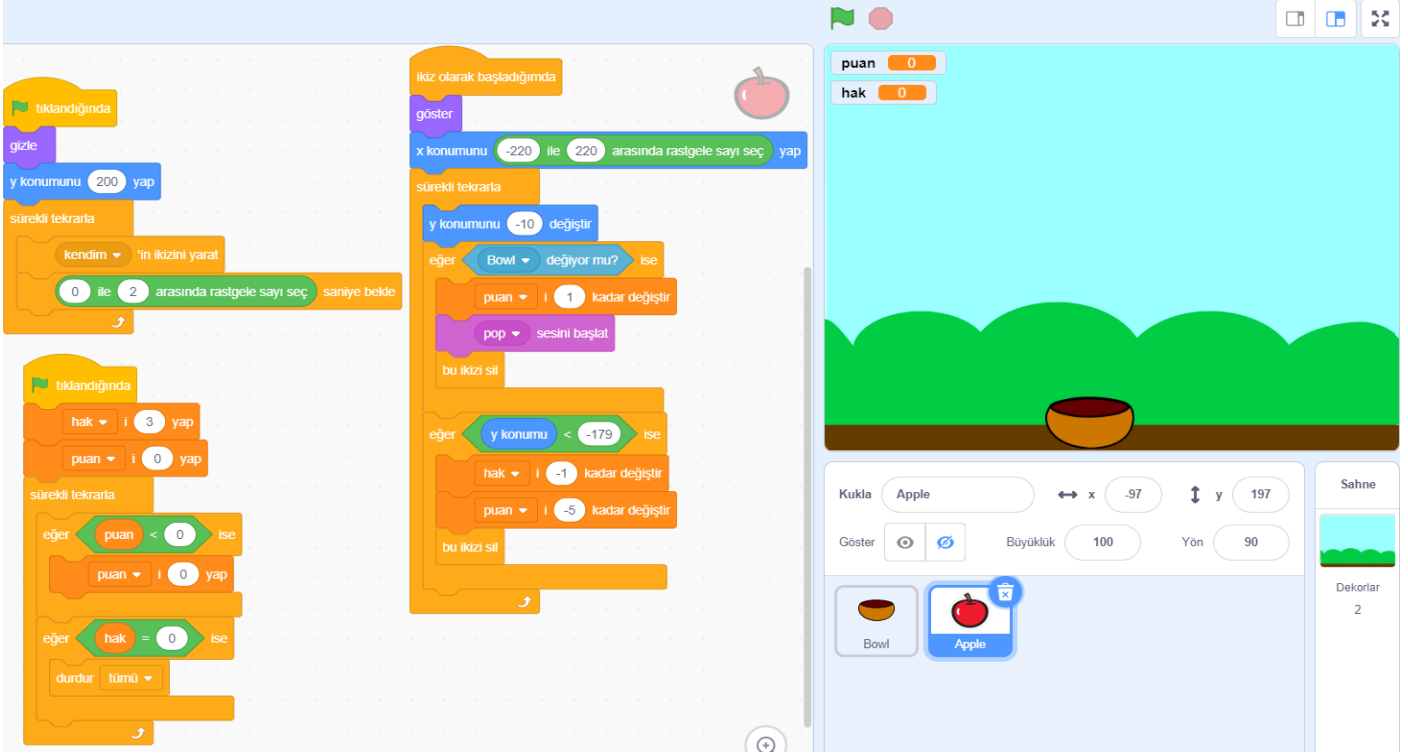 tıklandığında
gizle
y konumunu 200 yap
sürekli tekrarla
kendim 'in ikizini yarat
0 ile 2 arasında rastgele sayı seç saniye bekle
tıklandığında
hak i 3 yap
puan i 0 yap
sürekli tekrarla
eğer puan < 0 ise
puan i 0 yap
eğer hak = 0 ise
durdur tümü
ikiz olarak başladığımda
göster
x konumunu -220 ile 220 arasında rastgele sayı seç yap
sürekli tekrarla
y konumunu -10 değiştir
eğer Bowl değiyor mu? ise
puan i 1 kadar değiştir
pop sesini başlat
bu ikizi sil
eğer y konumu < -179 ise
hak i -1 kadar değiştir
puan i -5 kadar değiştir
bu ikizi sil
puan 0
hak 0
Kukla Apple x -97 y 197
Göster Büyüklük 100 Yön 90
Bowl
Apple
Sahne
Dekorlar
2